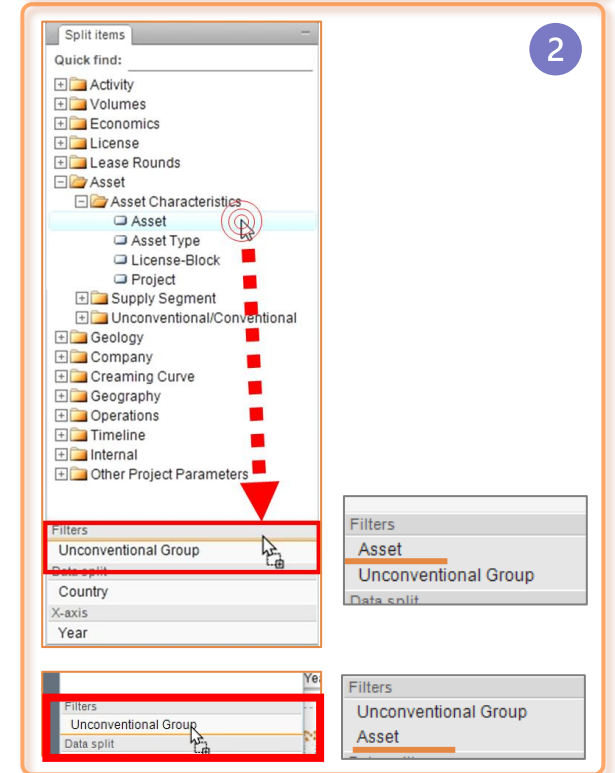 Split items
2
Quick find:
Activity
Volumes
Economics
License
Lease Rounds
Asset
Asset Characteristics
Asset
Asset Type
License-Block
Project
Supply Segment
Unconventional/Conventional
Geology
Company
Creaming Curve
Geography
Operations
Timeline
Internal
Other Project Parameters
Filters
Unconventional Group
Data split
Country
X-axis
Year
Filters
Asset
Unconventional Group
Data split
Filters
Unconventional Group
Data split
Filters
Unconventional Group
Asset